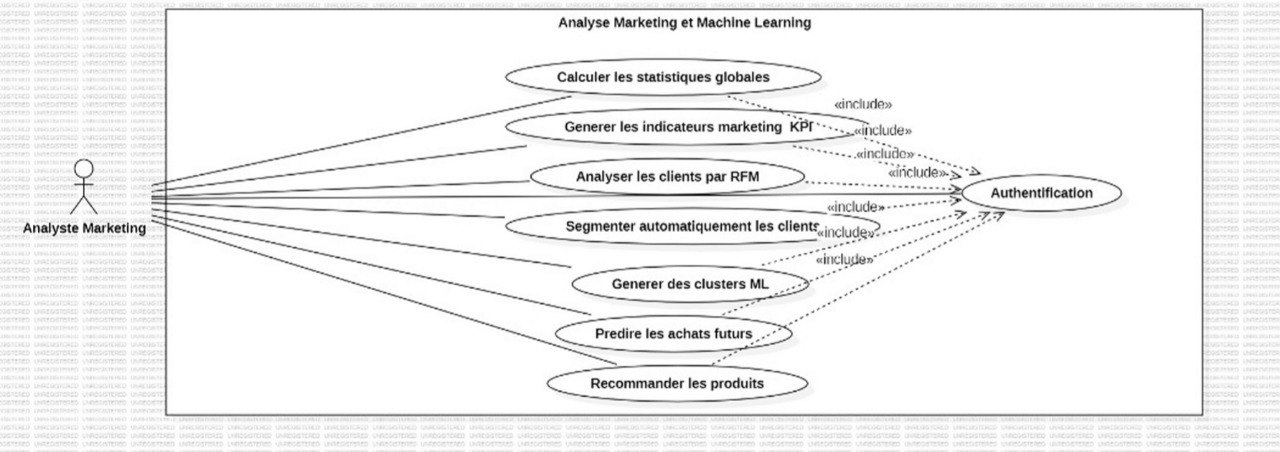 Analyse Marketing et Machine Learning
Calculer les statistiques globales
«include»
Generer les indicateurs marketing KPI
«include»
«include»
Analyser les clients par RFM
«include»
Authentification
«include»
Analyste Marketing
Segmenter automatiquement les clients
«include»
«include»
Generer des clusters ML
Predire les achats futurs
Recommander les produits
UNREGISTERED